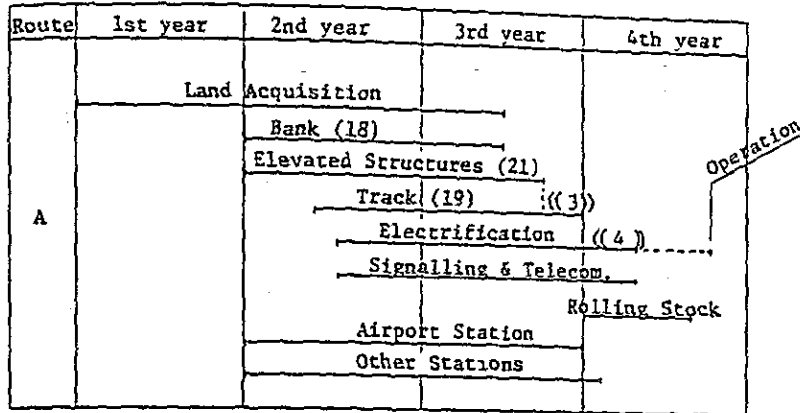 Route 1st year 2nd year 3rd year 4th year
Land Acquisition
Bank (18)
Operation
Elevated Structures (21)
Track (19) ((3))
A
Electrification ((4))
Signalling & Telecom.
Rolling Stock
Airport Station
Other Stations